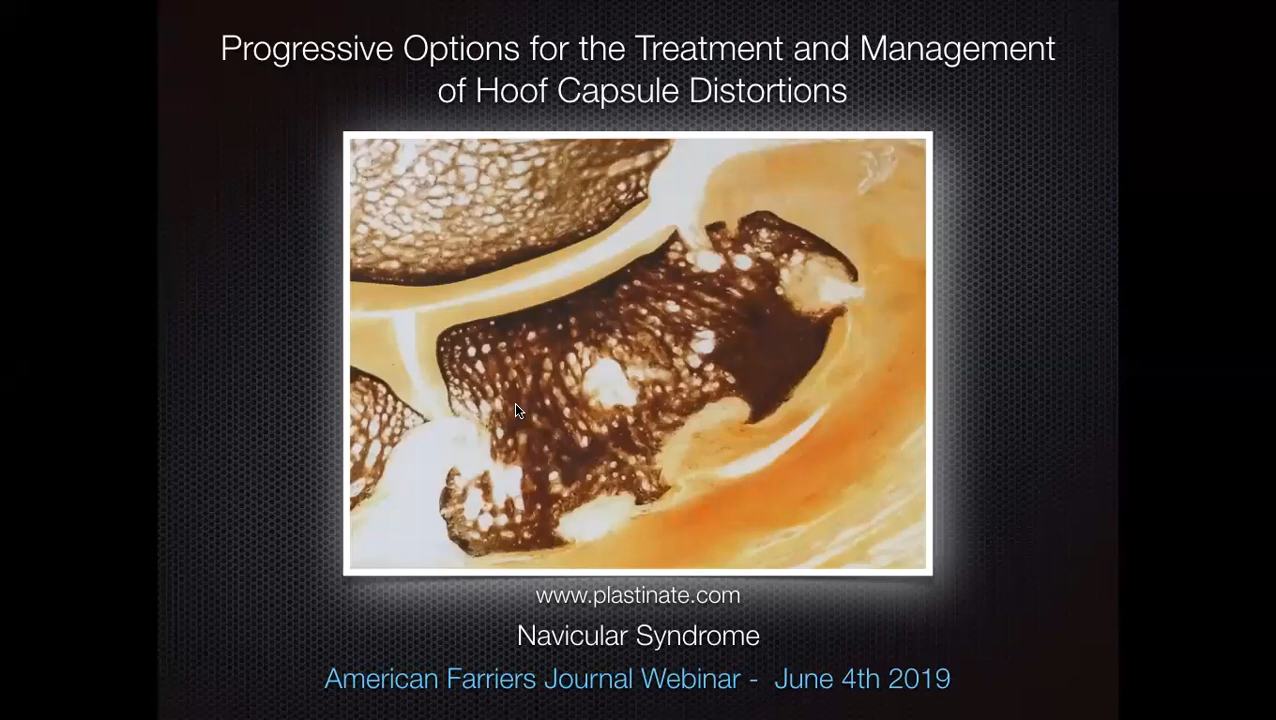 Progressive Options for the Treatment and Management
of Hoof Capsule Distortions
www.plastinate.com
Navicular Syndrome
American Farriers Journal Webinar - June 4th 2019